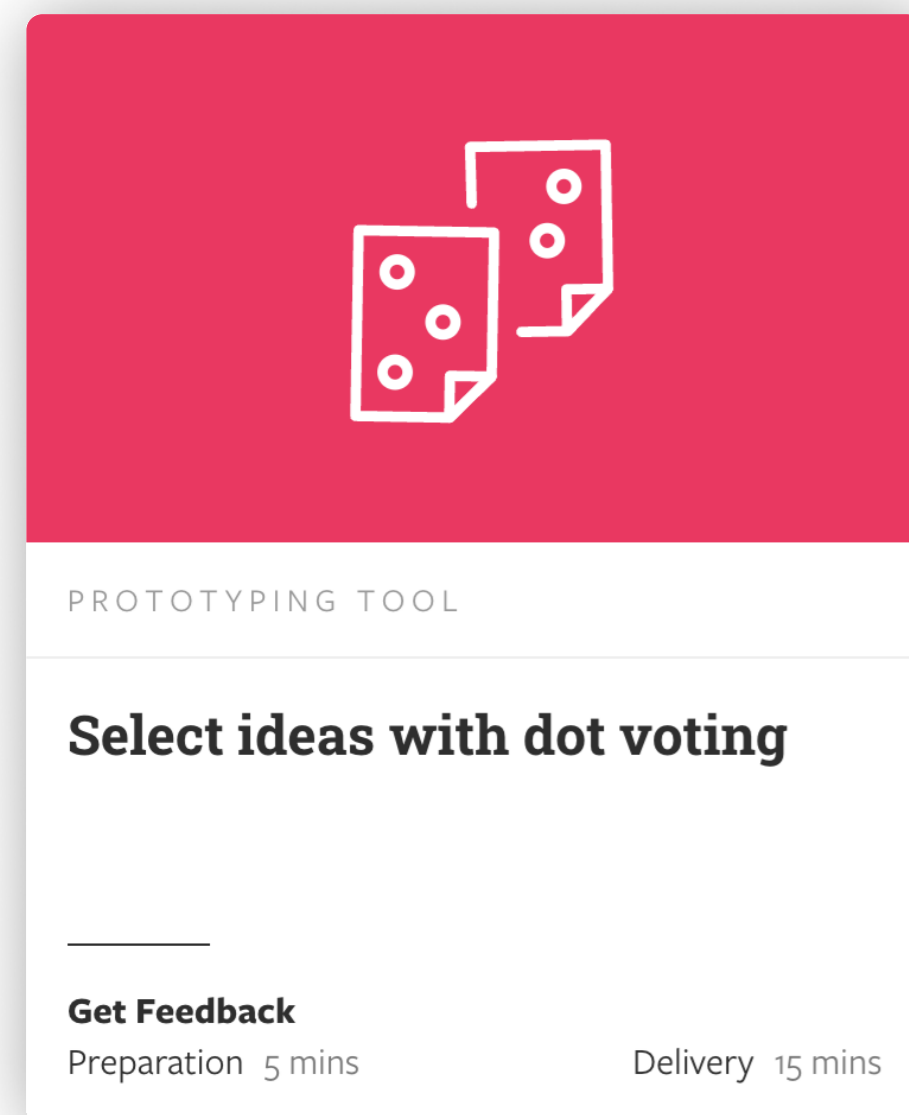 PROTOTYPING TOOL
Select ideas with dot voting
Get Feedback
Preparation 5 mins Delivery 15 mins